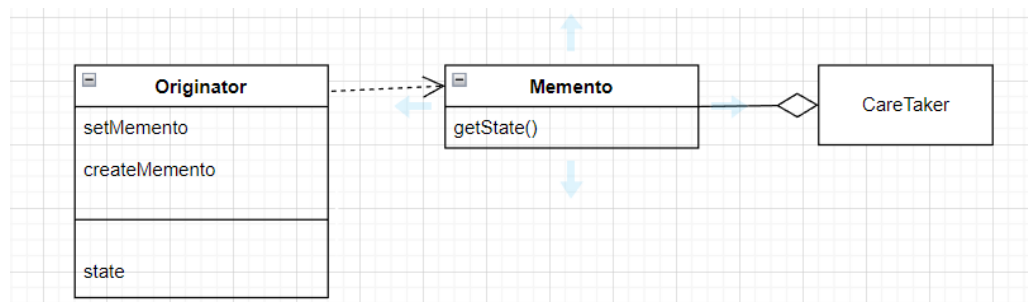 Originator
setMemento
createMemento
state
Memento
getState()
CareTaker